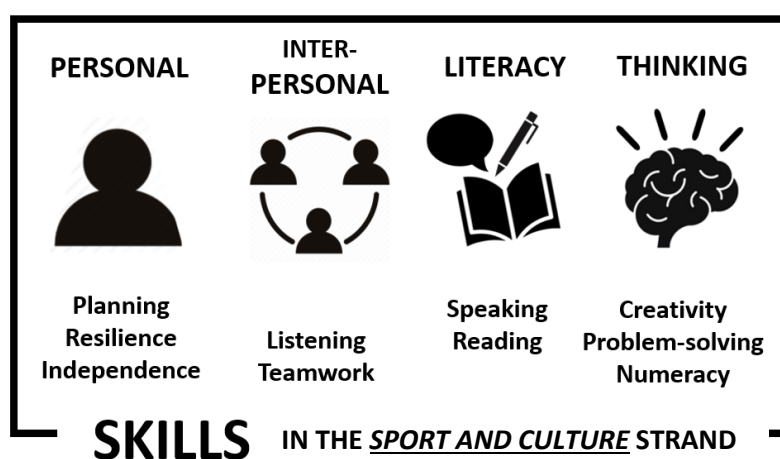 PERSONAL
Planning
Resilience
Independence
INTER-
PERSONAL
Listening
Teamwork
LITERACY
Speaking
Reading
THINKING
Creativity
Problem-solving
Numeracy
SKILLS IN THE SPORT AND CULTURE STRAND